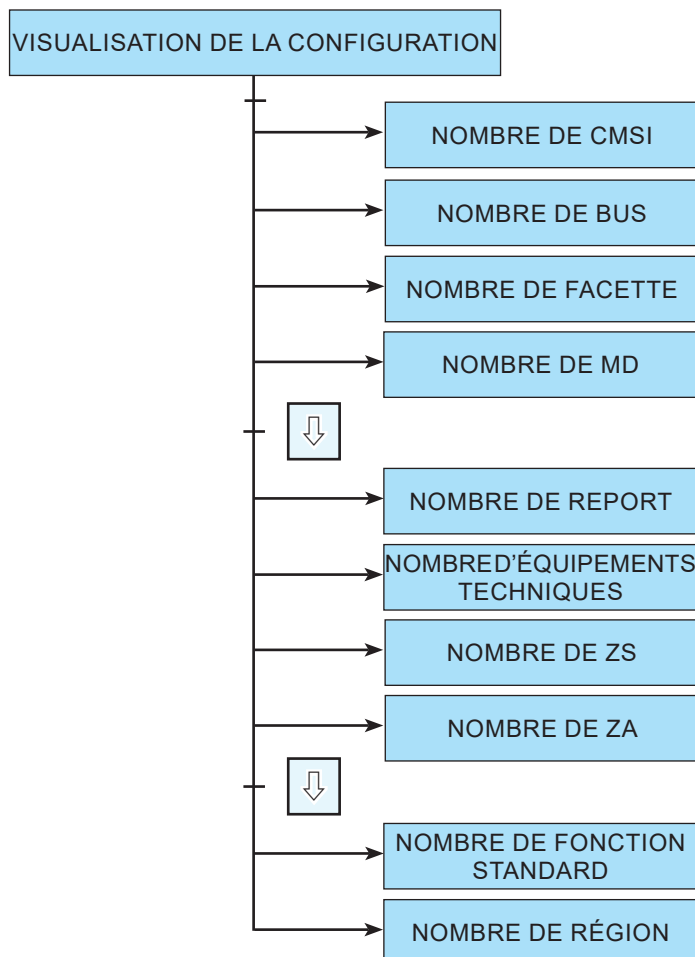 VISUALISATION DE LA CONFIGURATION
NOMBRE DE CMSI
NOMBRE DE BUS
NOMBRE DE FACETTE
NOMBRE DE MD
NOMBRE DE REPORT
NOMBRED’ÉQUIPEMENTS
TECHNIQUES
NOMBRE DE ZS
NOMBRE DE ZA
NOMBRE DE FONCTION
STANDARD
NOMBRE DE RÉGION